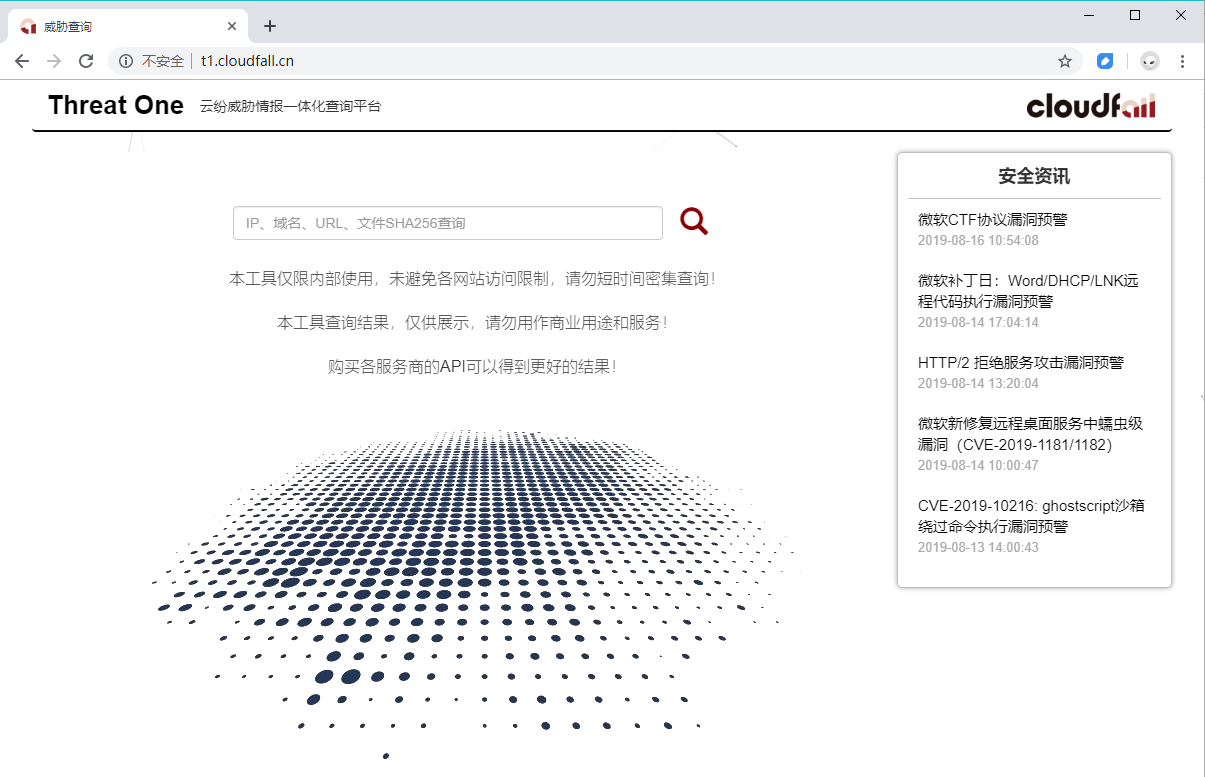 威胁查询
不安全 t1.cloudfall.cn
Threat One 云纷威胁情报一体化查询平台
cloudfall
IP、域名、URL、文件SHA256查询
本工具仅限内部使用，未避免各网站访问限制，请勿短时间密集查询！
本工具查询结果，仅供展示，请勿用作商业用途和服务！
购买各服务商的API可以得到更好的结果！
安全资讯
微软CTF协议漏洞预警
2019-08-16 10:54:08
微软补丁日：Word/DHCP/LNK远
程代码执行漏洞预警
2019-08-14 17:04:14
HTTP/2 拒绝服务攻击漏洞预警
2019-08-14 13:20:04
微软新修复远程桌面服务中蠕虫级
漏洞（CVE-2019-1181/1182）
2019-08-14 10:00:47
CVE-2019-10216: ghostscript沙箱
绕过命令执行漏洞预警
2019-08-13 14:00:43